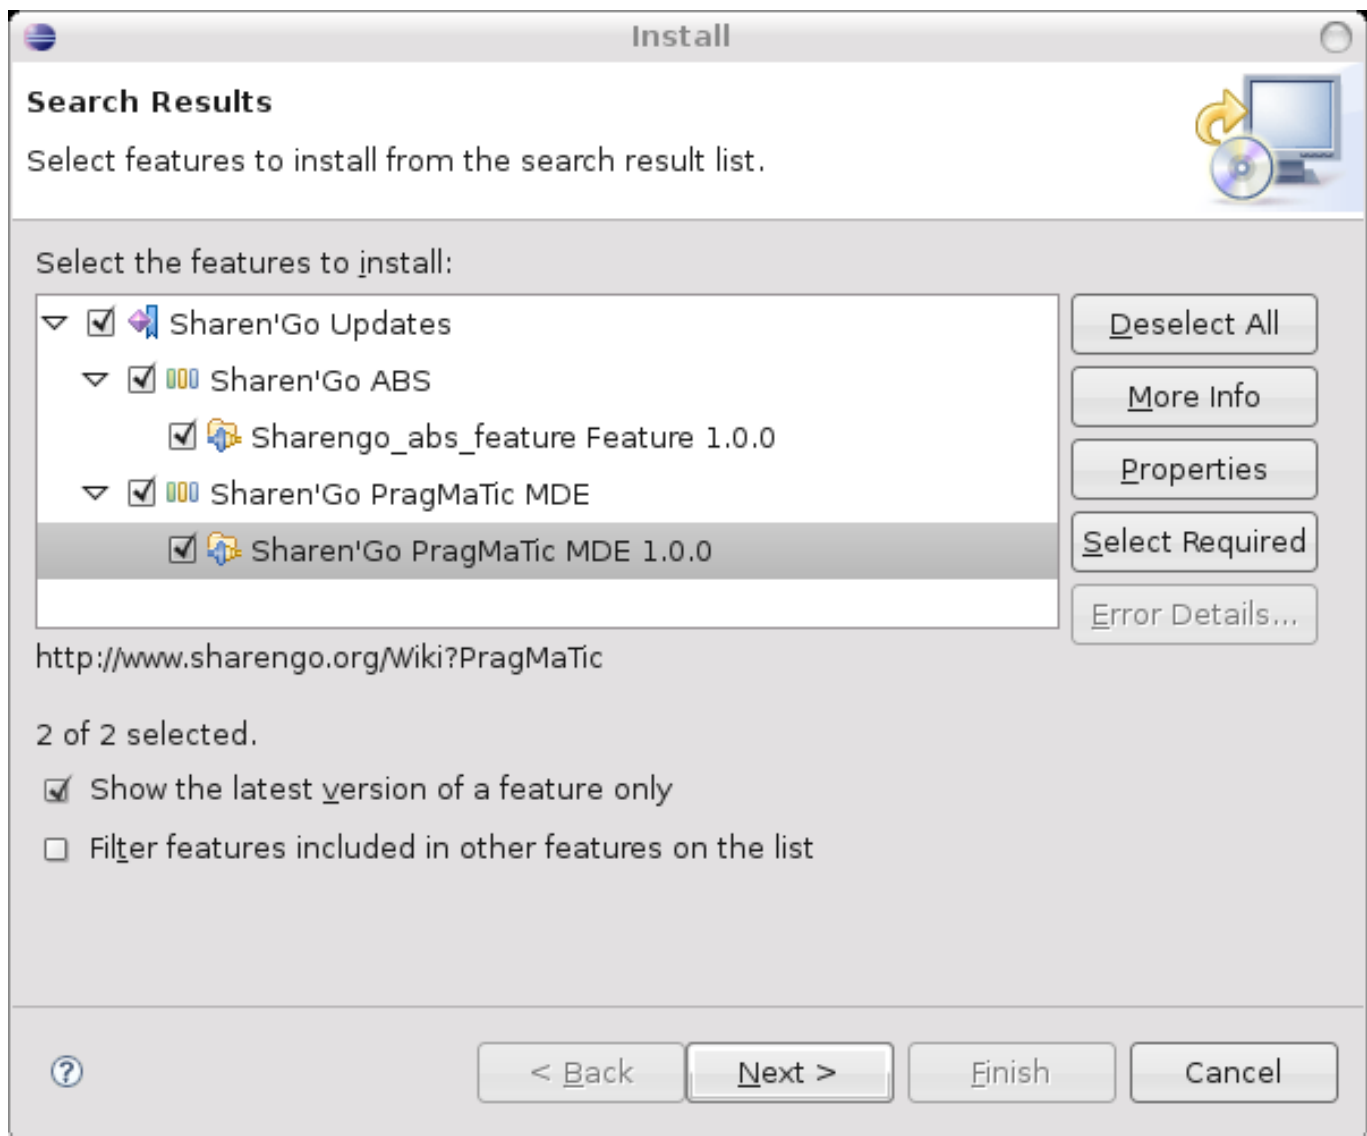 Install
Search Results
Select features to install from the search result list.
Select the features to install:
Sharen'Go Updates
Sharen'Go ABS
Sharengo_abs_feature Feature 1.0.0
Sharen'Go PragMaTic MDE
Sharen'Go PragMaTic MDE 1.0.0
Deselect All
More Info
Properties
Select Required
Error Details...
http://www.sharengo.org/Wiki?PragMaTic
2 of 2 selected.
Show the latest version of a feature only
Filter features included in other features on the list
?
< Back
Next >
Finish
Cancel